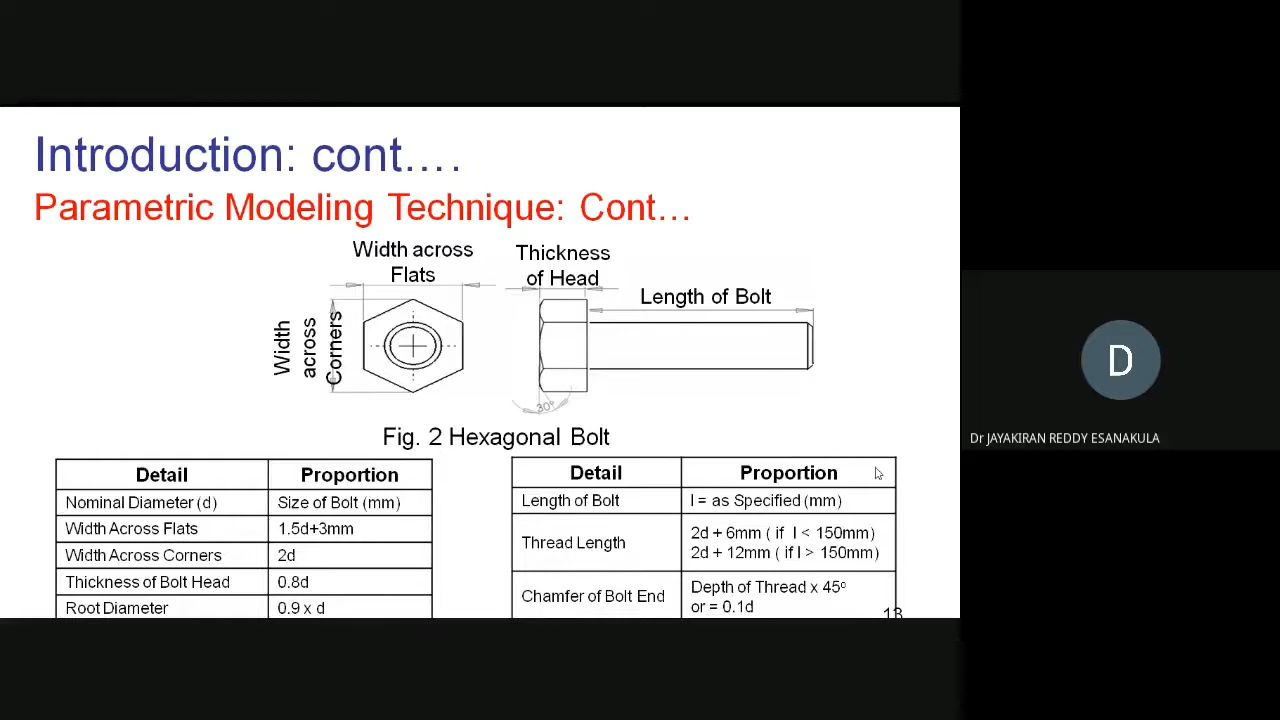 Introduction: cont….
Parametric Modeling Technique: Cont…
Width across
Flats
Thickness
of Head
Length of Bolt
Width
across
Corners
30°
Fig. 2 Hexagonal Bolt
Detail Proportion
Nominal Diameter (d) Size of Bolt (mm)
Width Across Flats 1.5d+3mm
Width Across Corners 2d
Thickness of Bolt Head 0.8d
Root Diameter 0.9 x d
Detail Proportion
Length of Bolt l = as Specified (mm)
Thread Length 2d + 6mm ( if l < 150mm)
2d + 12mm ( if l > 150mm)
Chamfer of Bolt End Depth of Thread x 45o
or = 0.1d
13
D
Dr JAYAKIRAN REDDY ESANAKULA